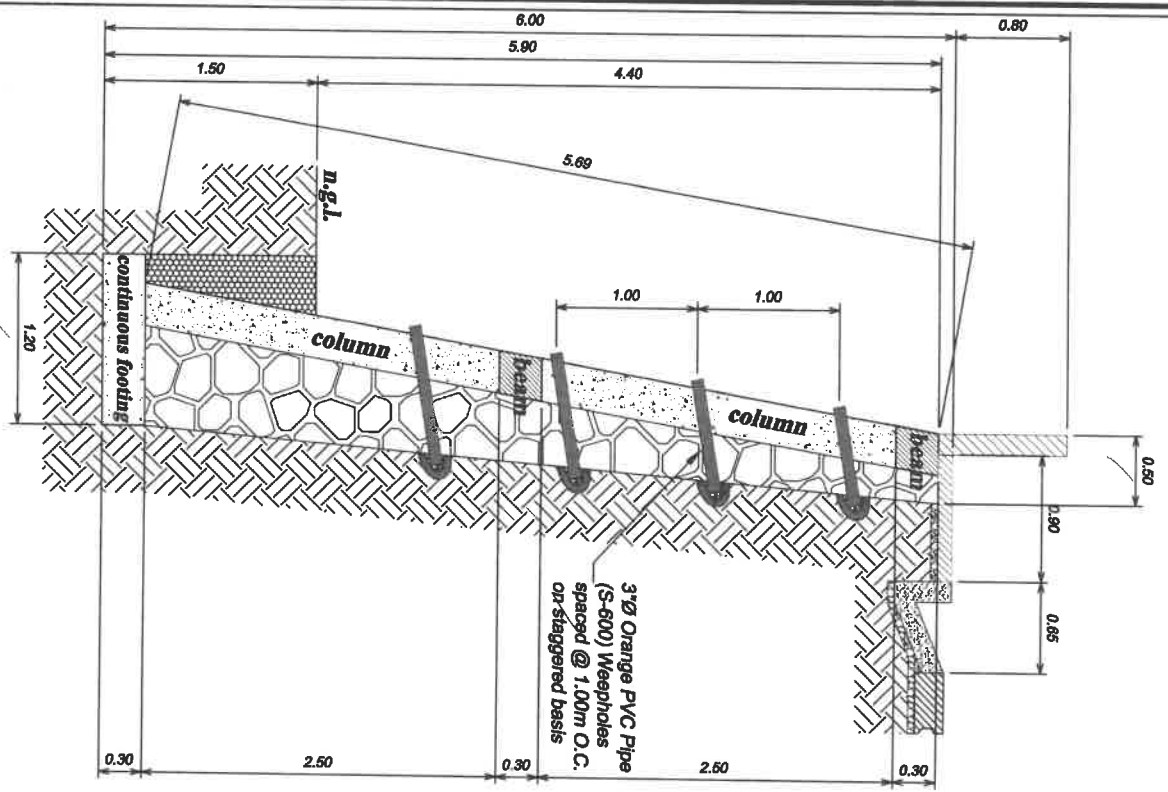 6.00
0.80
5.90
1.50
4.40
5.69
n.g.l.
1.00
1.00
continuous footing
column
beam
column
beam
1.20
0.50
0.90
0.65
3"Ø Orange PVC Pipe
(S-600) Weepholes
spaced @ 1.00m O.C.
on staggered basis
0.30
2.50
0.30
2.50
0.30